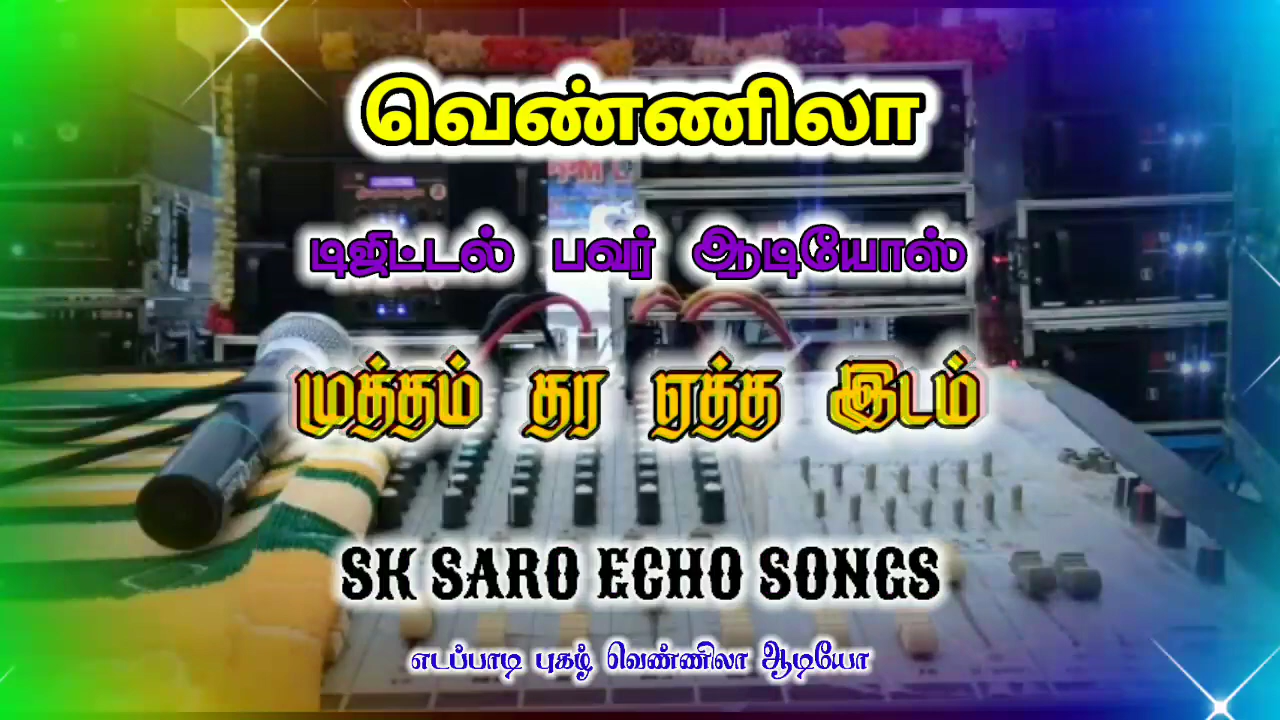 வெண்ணிலா
டிஜிட்டல் பவர் ஆடியோஸ்
முத்தம் தர ஏத்த இடம்
SK SARO ECHO SONGS
எடப்பாடி புகழ் வெண்ணிலா ஆடியோ